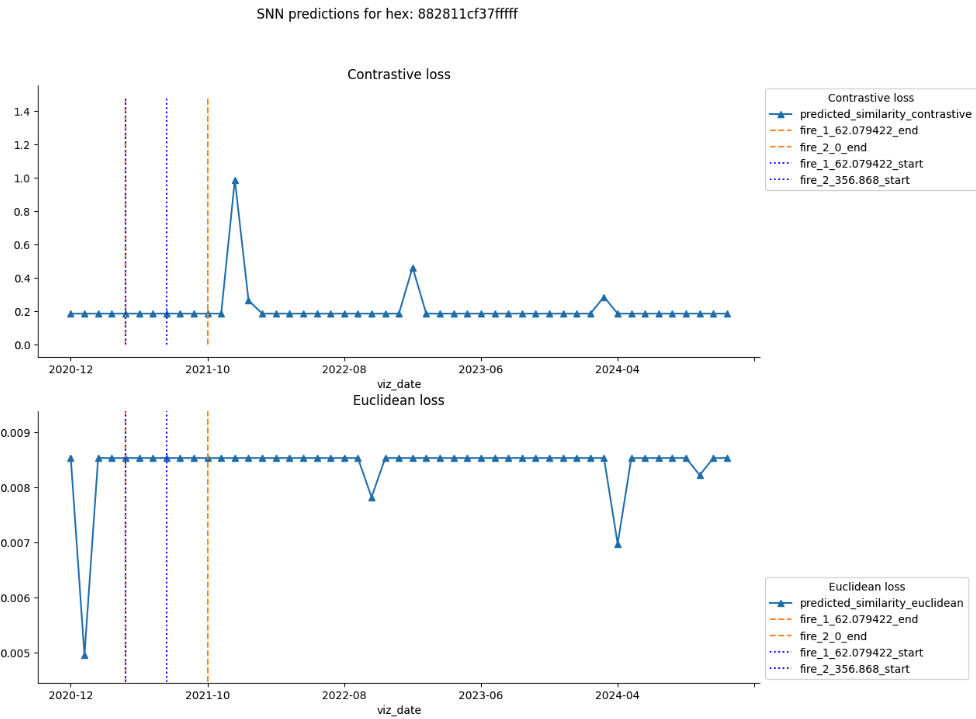 SNN predictions for hex: 882811cf37fffff
Contrastive loss
1.4
1.2
1.0
0.8
0.6
0.4
0.2
0.0
2020-12 2021-10 2022-08 2023-06 2024-04
viz_date
Contrastive loss
predicted_similarity_contrastive
fire_1_62.079422_end
fire_2_0_end
fire_1_62.079422_start
fire_2_356.868_start
Euclidean loss
0.009
0.008
0.007
0.006
0.005
2020-12 2021-10 2022-08 2023-06 2024-04
viz_date
Euclidean loss
predicted_similarity_euclidean
fire_1_62.079422_end
fire_2_0_end
fire_1_62.079422_start
fire_2_356.868_start